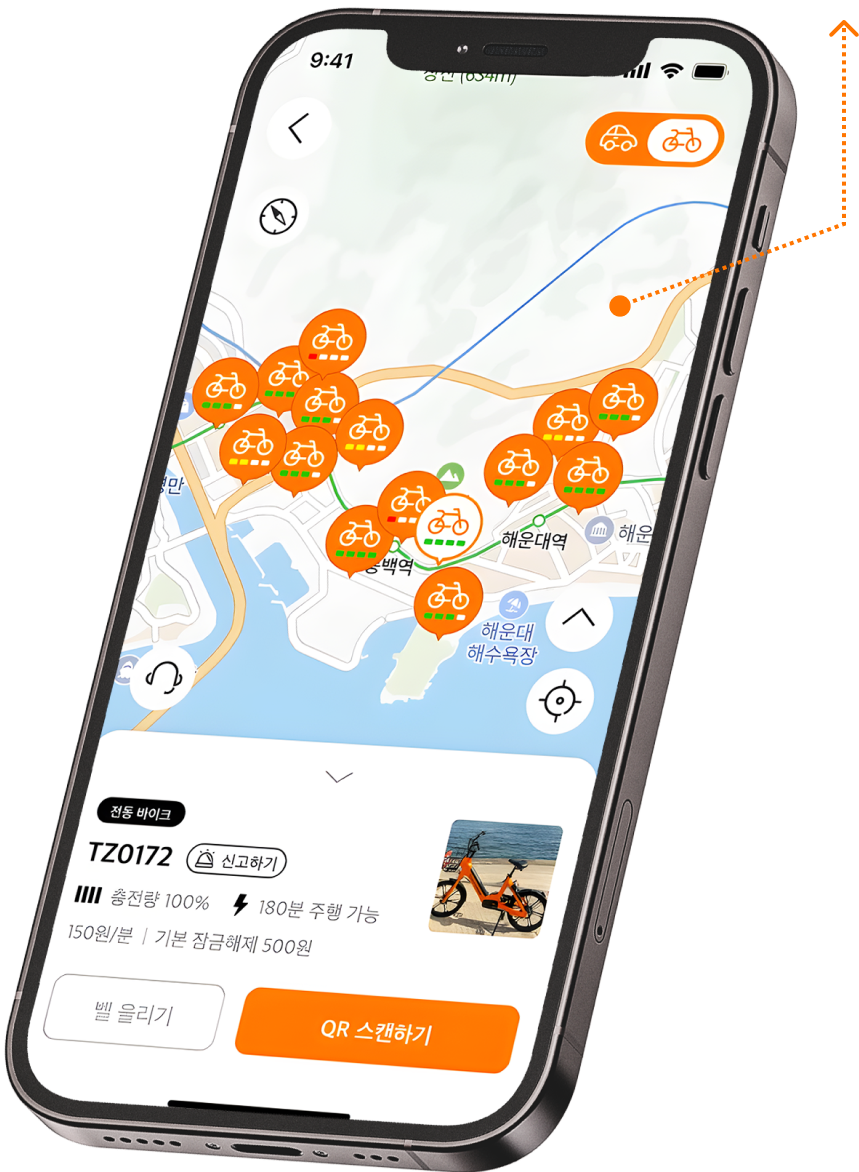 9:41
장산 (634m)
해운대역
해운
동백역
해운대
해수욕장
전동 바이크
TZ0172
신고하기
충전량 100%
180분 주행 가능
150원/분 | 기본 잠금해제 500원
벨 울리기
QR 스캔하기